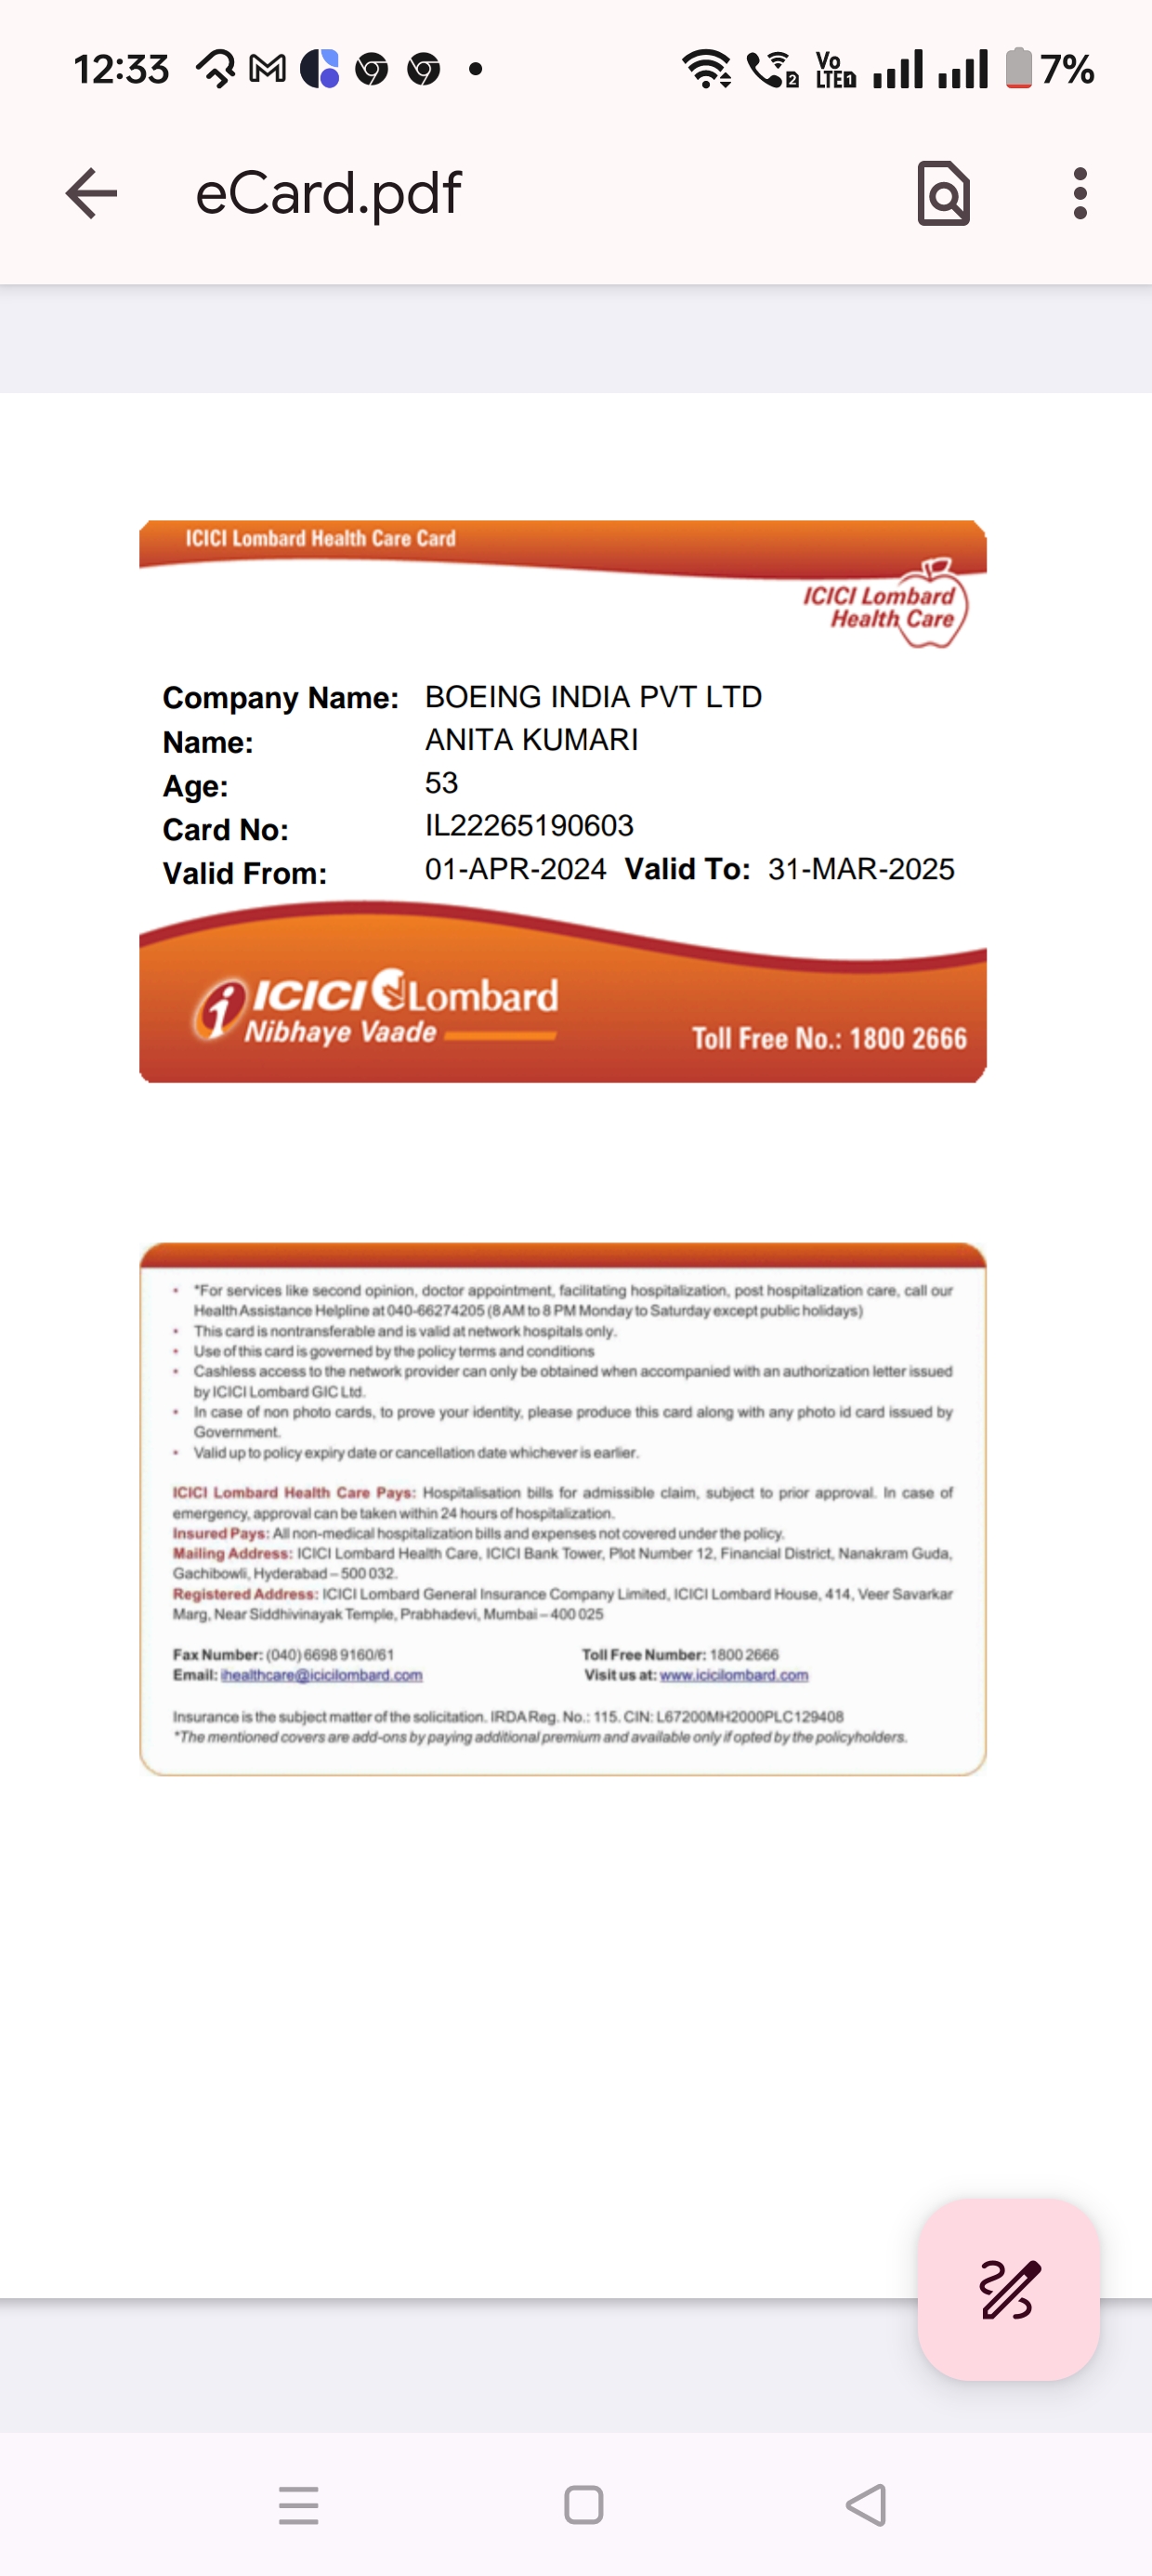 12:33
Vo
LTE 1
2
7%
eCard.pdf
ICICI Lombard Health Care Card
ICICI Lombard
Health Care
Company Name: BOEING INDIA PVT LTD
Name: ANITA KUMARI
Age: 53
Card No: IL22265190603
Valid From: 01-APR-2024 Valid To: 31-MAR-2025
ICICI Lombard
Nibhaye Vaade
Toll Free No.: 1800 2666
• *For services like second opinion, doctor appointment, facilitating hospitalization, post hospitalization care, call our
Health Assistance Helpline at 040-66274205 (8 AM to 8 PM Monday to Saturday except public holidays)
• This card is nontransferable and is valid at network hospitals only.
• Use of this card is governed by the policy terms and conditions
• Cashless access to the network provider can only be obtained when accompanied with an authorization letter issued
by ICICI Lombard GIC Ltd.
• In case of non photo cards, to prove your identity, please produce this card along with any photo id card issued by
Government.
• Valid up to policy expiry date or cancellation date whichever is earlier.
ICICI Lombard Health Care Pays: Hospitalisation bills for admissible claim, subject to prior approval. In case of
emergency, approval can be taken within 24 hours of hospitalization.
Insured Pays: All non-medical hospitalization bills and expenses not covered under the policy.
Mailing Address: ICICI Lombard Health Care, ICICI Bank Tower, Plot Number 12, Financial District, Nanakram Guda,
Gachibowli, Hyderabad – 500 032.
Registered Address: ICICI Lombard General Insurance Company Limited, ICICI Lombard House, 414, Veer Savarkar
Marg, Near Siddhivinayak Temple, Prabhadevi, Mumbai – 400 025
Fax Number: (040) 6698 9160/61 Toll Free Number: 1800 2666
Email: ihealthcare@icicilombard.com Visit us at: www.icicilombard.com
Insurance is the subject matter of the solicitation. IRDA Reg. No.: 115. CIN: L67200MH2000PLC129408
*The mentioned covers are add-ons by paying additional premium and available only if opted by the policyholders.